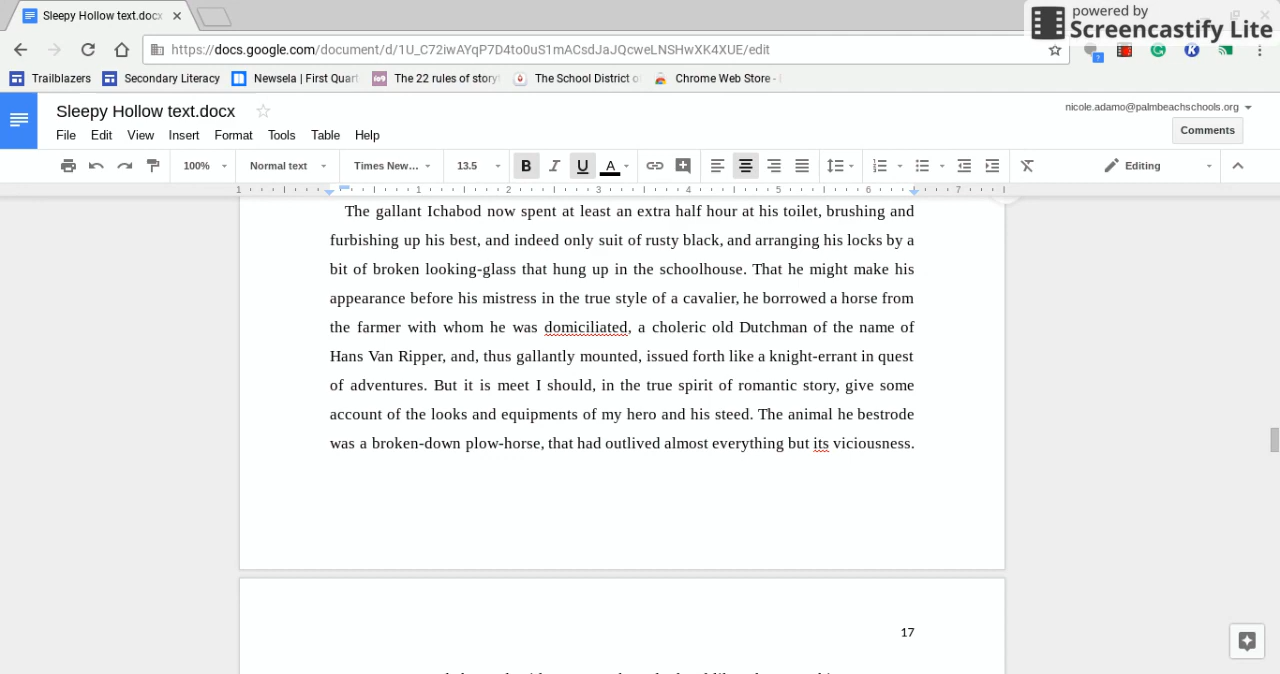 Sleepy Hollow text.docx
powered by
Screencastify Lite
https://docs.google.com/document/d/1U_C72iwAYqP7D4to0uS1mACsdJaJQcweLNSHwXK4XUE/edit
Trailblazers
Secondary Literacy
Newsela | First Quart
The 22 rules of story
The School District o
Chrome Web Store -
Sleepy Hollow text.docx
nicole.adamo@palmbeachschools.org
File Edit View Insert Format Tools Table Help
Comments
100% Normal text Times New... 13.5 B I U A Editing
1 1 2 3 4 5 6 7
The gallant Ichabod now spent at least an extra half hour at his toilet, brushing and
furbishing up his best, and indeed only suit of rusty black, and arranging his locks by a
bit of broken looking-glass that hung up in the schoolhouse. That he might make his
appearance before his mistress in the true style of a cavalier, he borrowed a horse from
the farmer with whom he was domiciliated, a choleric old Dutchman of the name of
Hans Van Ripper, and, thus gallantly mounted, issued forth like a knight-errant in quest
of adventures. But it is meet I should, in the true spirit of romantic story, give some
account of the looks and equipments of my hero and his steed. The animal he bestrode
was a broken-down plow-horse, that had outlived almost everything but its viciousness.
17